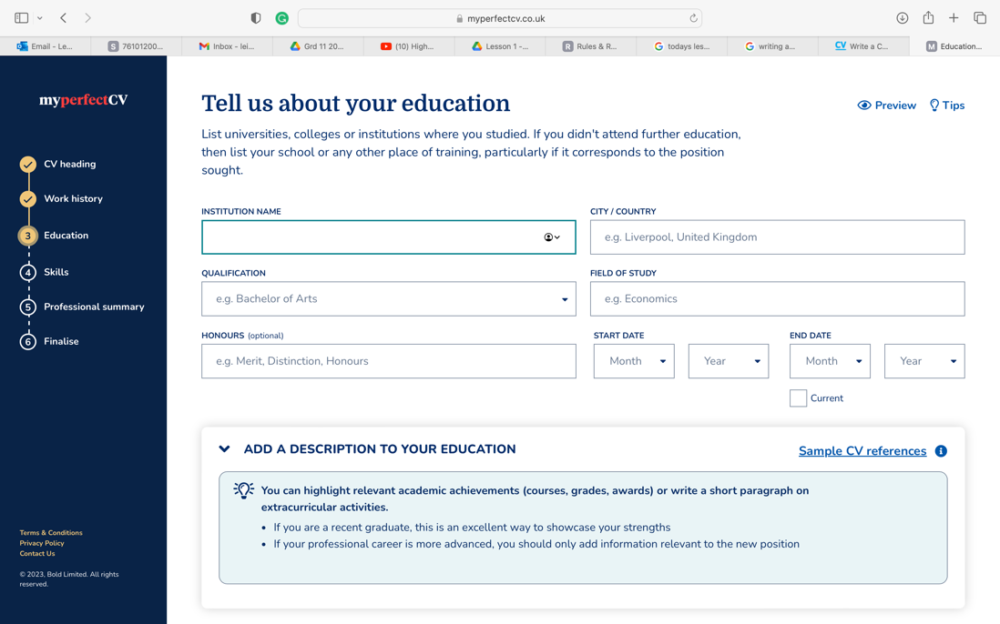 myperfectcv.co.uk
Email - Le...
S 76101200...
Inbox - lei...
Grd 11 20...
(10) High...
Lesson 1 -...
R Rules & R...
G todays les...
G writing a...
CV Write a C...
M Education...
myperfectCV
CV heading
Work history
3 Education
4 Skills
5 Professional summary
6 Finalise
Terms & Conditions
Privacy Policy
Contact Us
© 2023, Bold Limited. All rights
reserved.
Tell us about your education
Preview
Tips
List universities, colleges or institutions where you studied. If you didn't attend further education,
then list your school or any other place of training, particularly if it corresponds to the position
sought.
INSTITUTION NAME
CITY / COUNTRY
e.g. Liverpool, United Kingdom
QUALIFICATION
FIELD OF STUDY
e.g. Bachelor of Arts
e.g. Economics
HONOURS (optional)
START DATE
END DATE
e.g. Merit, Distinction, Honours
Month
Year
Month
Year
Current
ADD A DESCRIPTION TO YOUR EDUCATION
Sample CV references
You can highlight relevant academic achievements (courses, grades, awards) or write a short paragraph on
extracurricular activities.
• If you are a recent graduate, this is an excellent way to showcase your strengths
• If your professional career is more advanced, you should only add information relevant to the new position